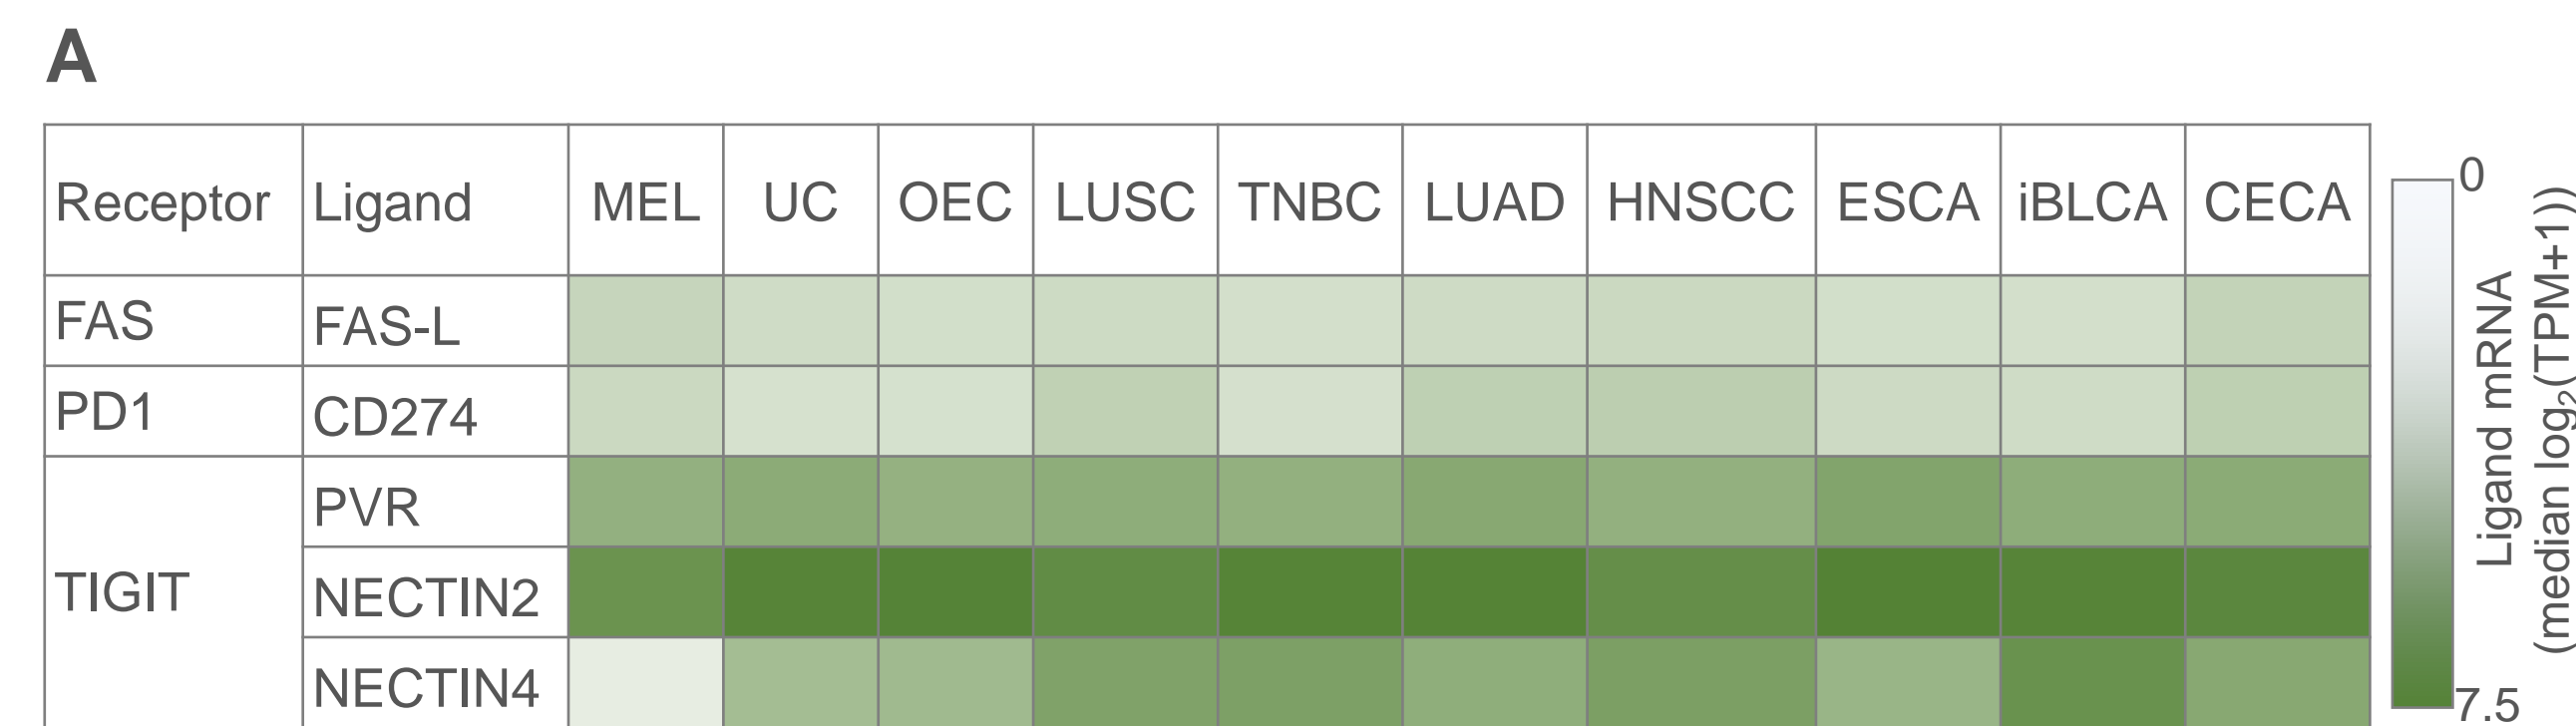 A
Receptor Ligand MEL UC OEC LUSC TNBC LUAD HNSCC ESCA iBLCA CECA
FAS FAS-L
PD1 CD274
TIGIT PVR
NECTIN2
NECTIN4
0
7.5
Ligand mRNA
(median log₂(TPM+1))